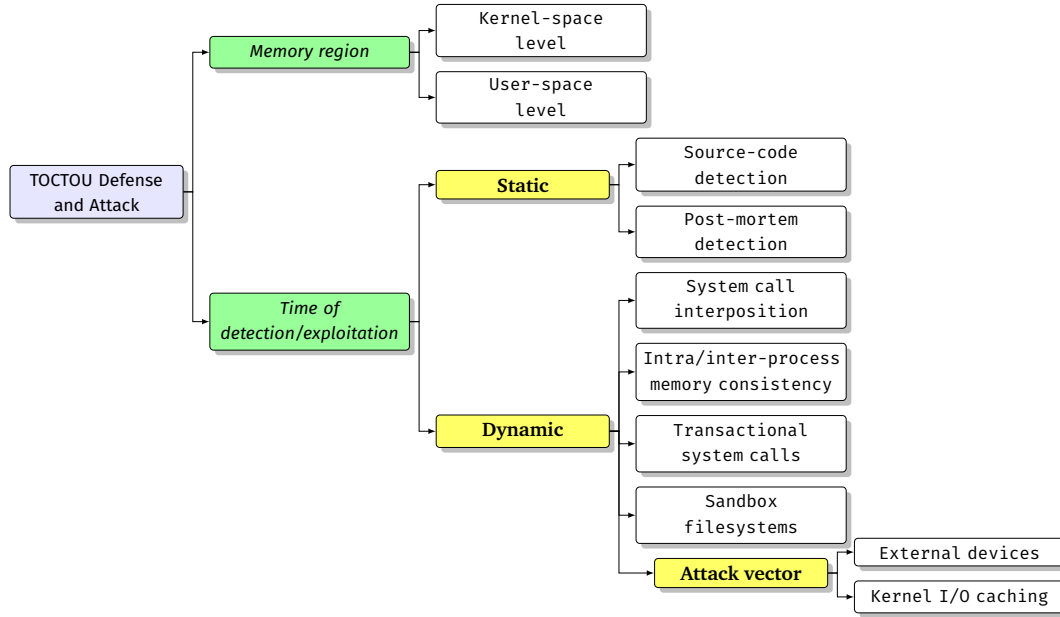 Kernel-space
level
Memory region
User-space
level
TOCTOU Defense
and Attack
Source-code
detection
Static
Post-mortem
detection
Time of
detection/exploitation
System call
interposition
Intra/inter-process
memory consistency
Dynamic
Transactional
system calls
Sandbox
filesystems
Attack vector
External devices
Kernel I/O caching